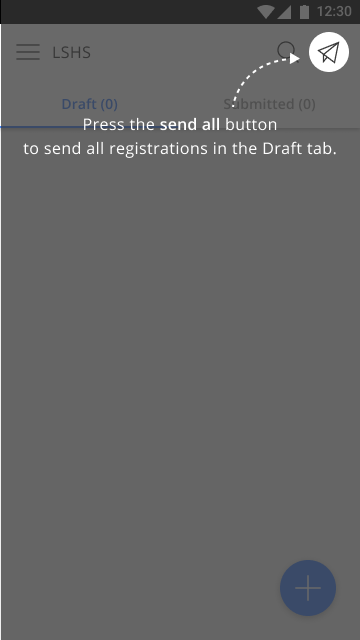 12:30
LSHS
Draft (0)
Submitted (0)
Press the send all button
to send all registrations in the Draft tab.